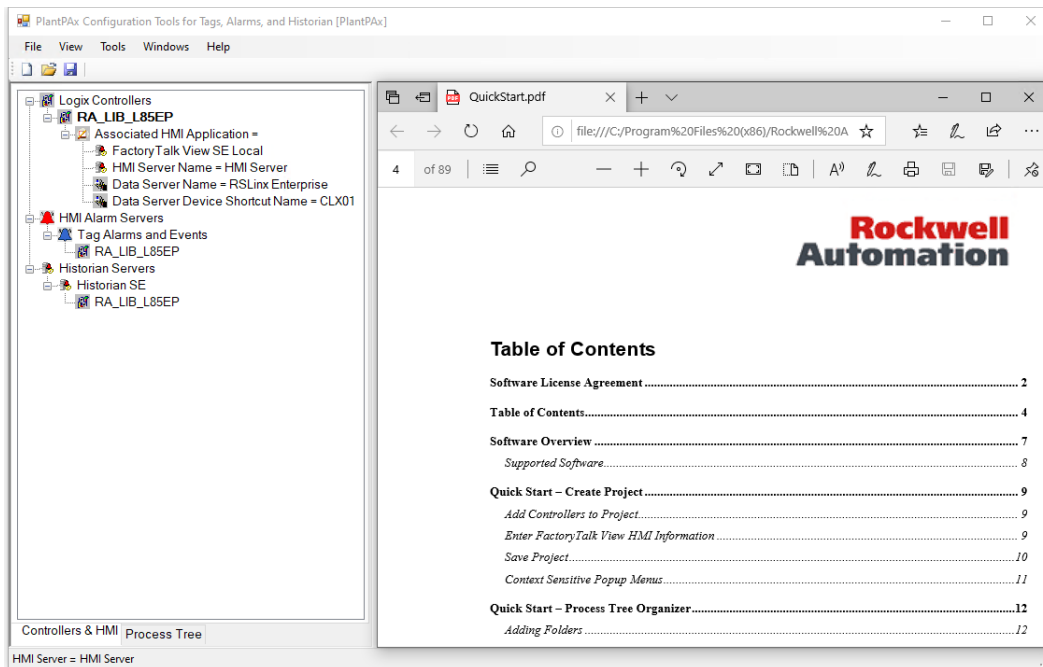 PlantPAx Configuration Tools for Tags, Alarms, and Historian [PlantPAx]
File View Tools Windows Help
Logix Controllers
RA_LIB_L85EP
Associated HMI Application =
FactoryTalk View SE Local
HMI Server Name = HMI Server
Data Server Name = RSLinx Enterprise
Data Server Device Shortcut Name = CLX01
HMI Alarm Servers
Tag Alarms and Events
RA_LIB_L85EP
Historian Servers
Historian SE
RA_LIB_L85EP
Controllers & HMI Process Tree
HMI Server = HMI Server
QuickStart.pdf
file:///C:/Program%20Files%20(x86)/Rockwell%20A
4 of 89
Rockwell
Automation
Table of Contents
Software License Agreement 2
Table of Contents 4
Software Overview 7
Supported Software 8
Quick Start – Create Project 9
Add Controllers to Project 9
Enter FactoryTalk View HMI Information 9
Save Project 10
Context Sensitive Popup Menus 11
Quick Start – Process Tree Organizer 12
Adding Folders 12